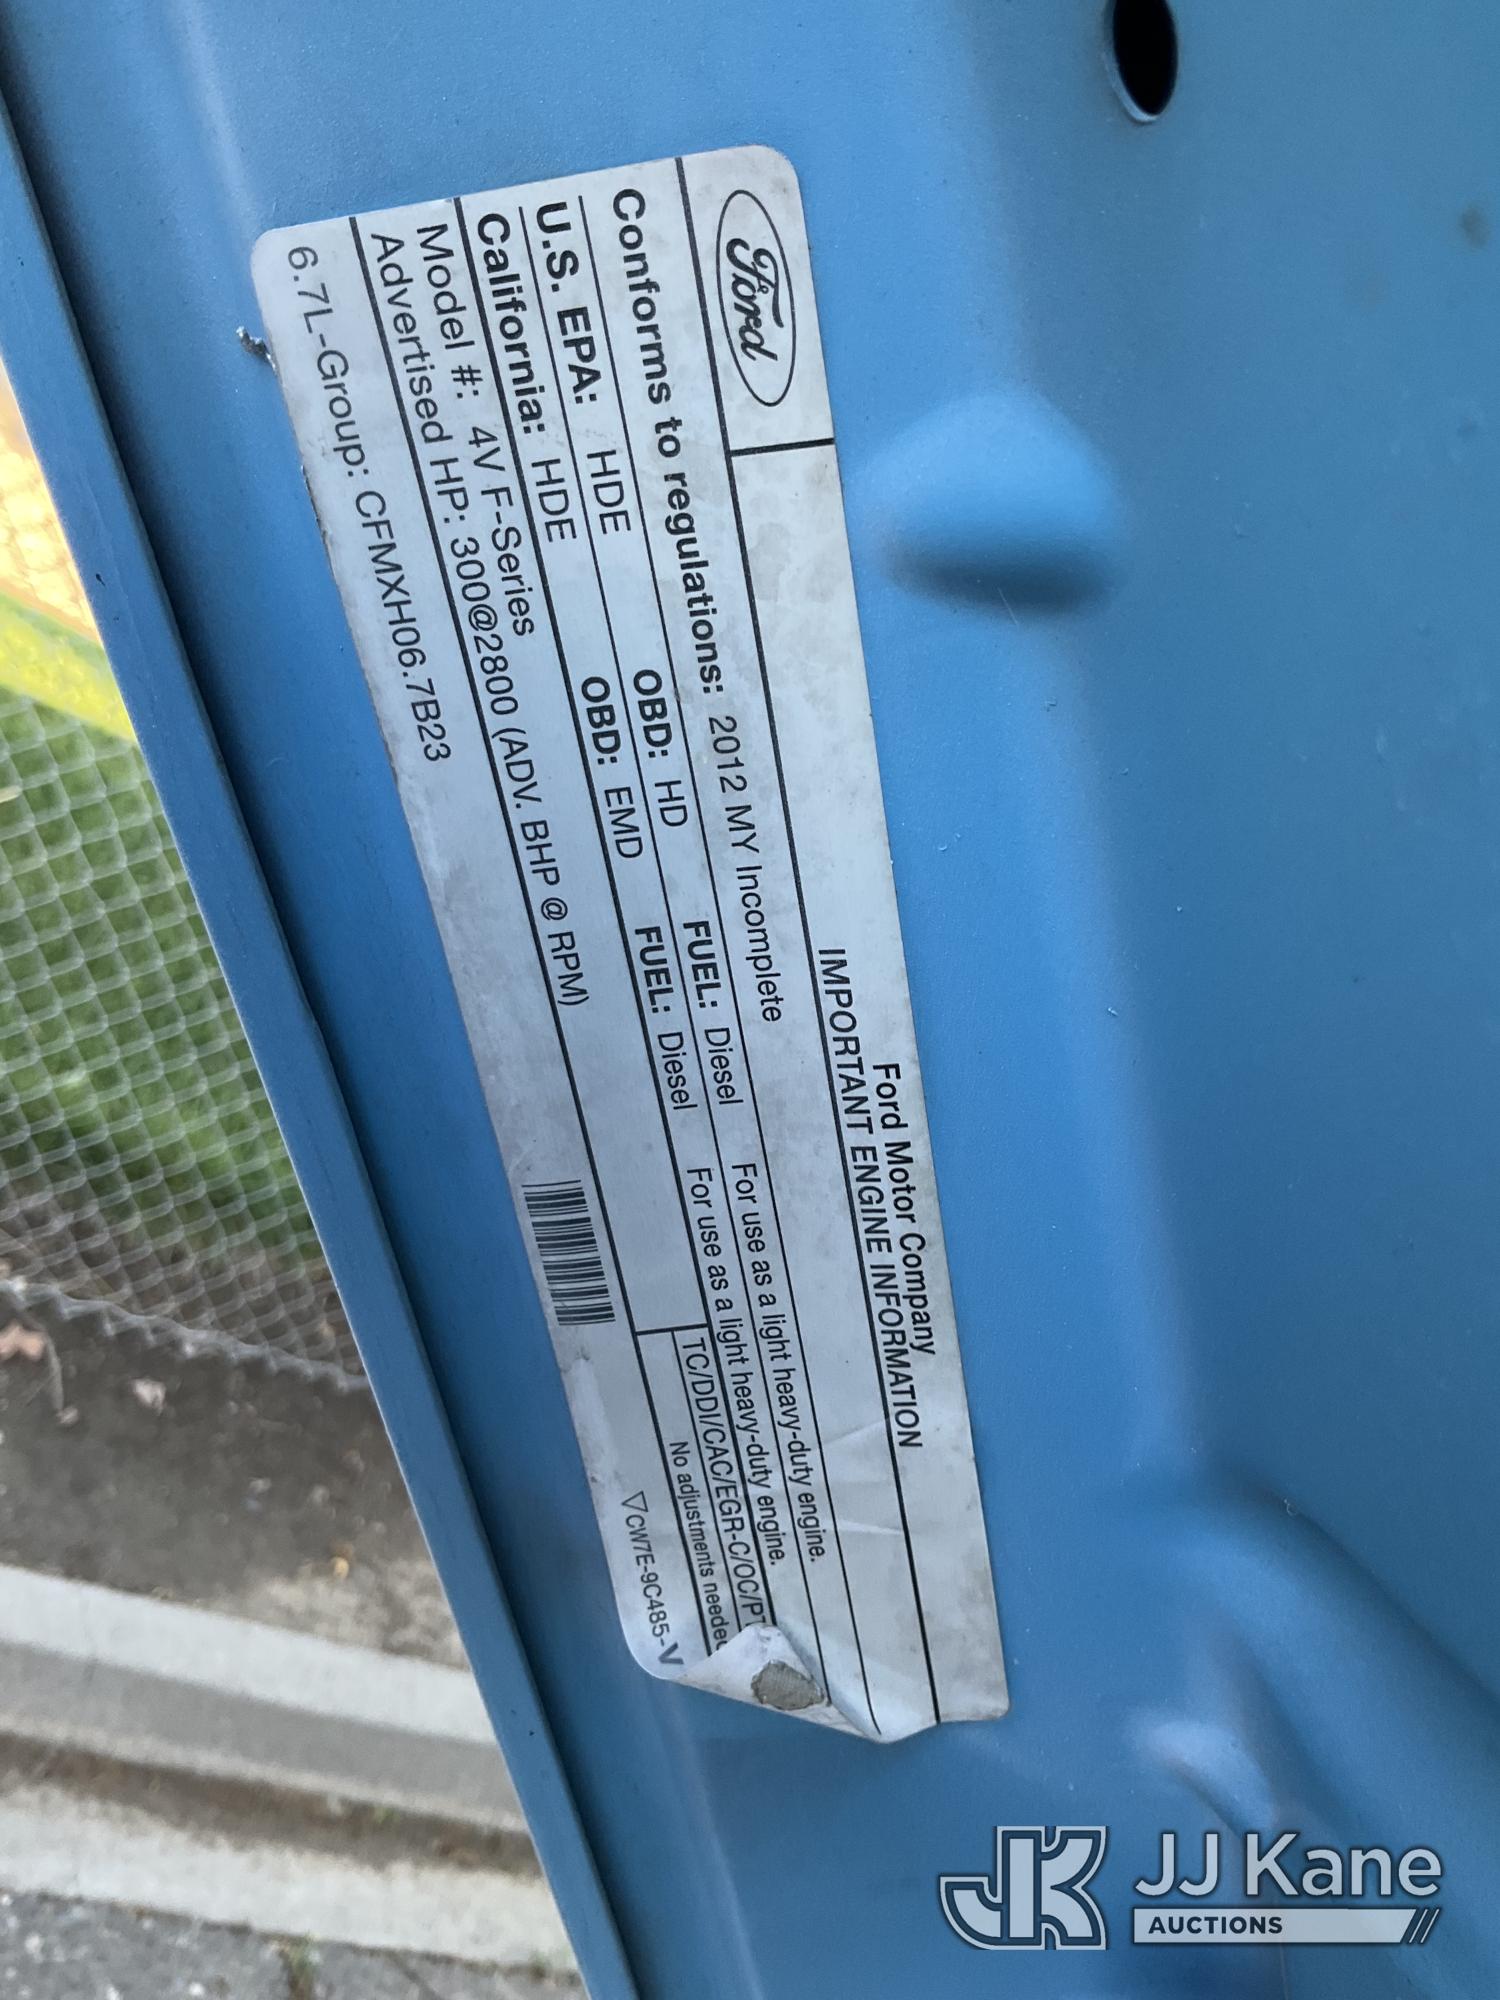 Ford
Ford Motor Company
IMPORTANT ENGINE INFORMATION
Conforms to regulations: 2012 MY Incomplete
U.S. EPA: HDE OBD: HD FUEL: Diesel For use as a light heavy-duty engine.
California: HDE OBD: EMD FUEL: Diesel For use as a light heavy-duty engine.
Model #: 4V F-Series
TC/DDI/CAC/EGR-C/OC/PT
Advertised HP: 300@2800 (ADV. BHP @ RPM)
No adjustments needed
6.7L-Group: CFMXH06.7B23
▽CW7E-9C485-V
JK
JJ Kane
AUCTIONS